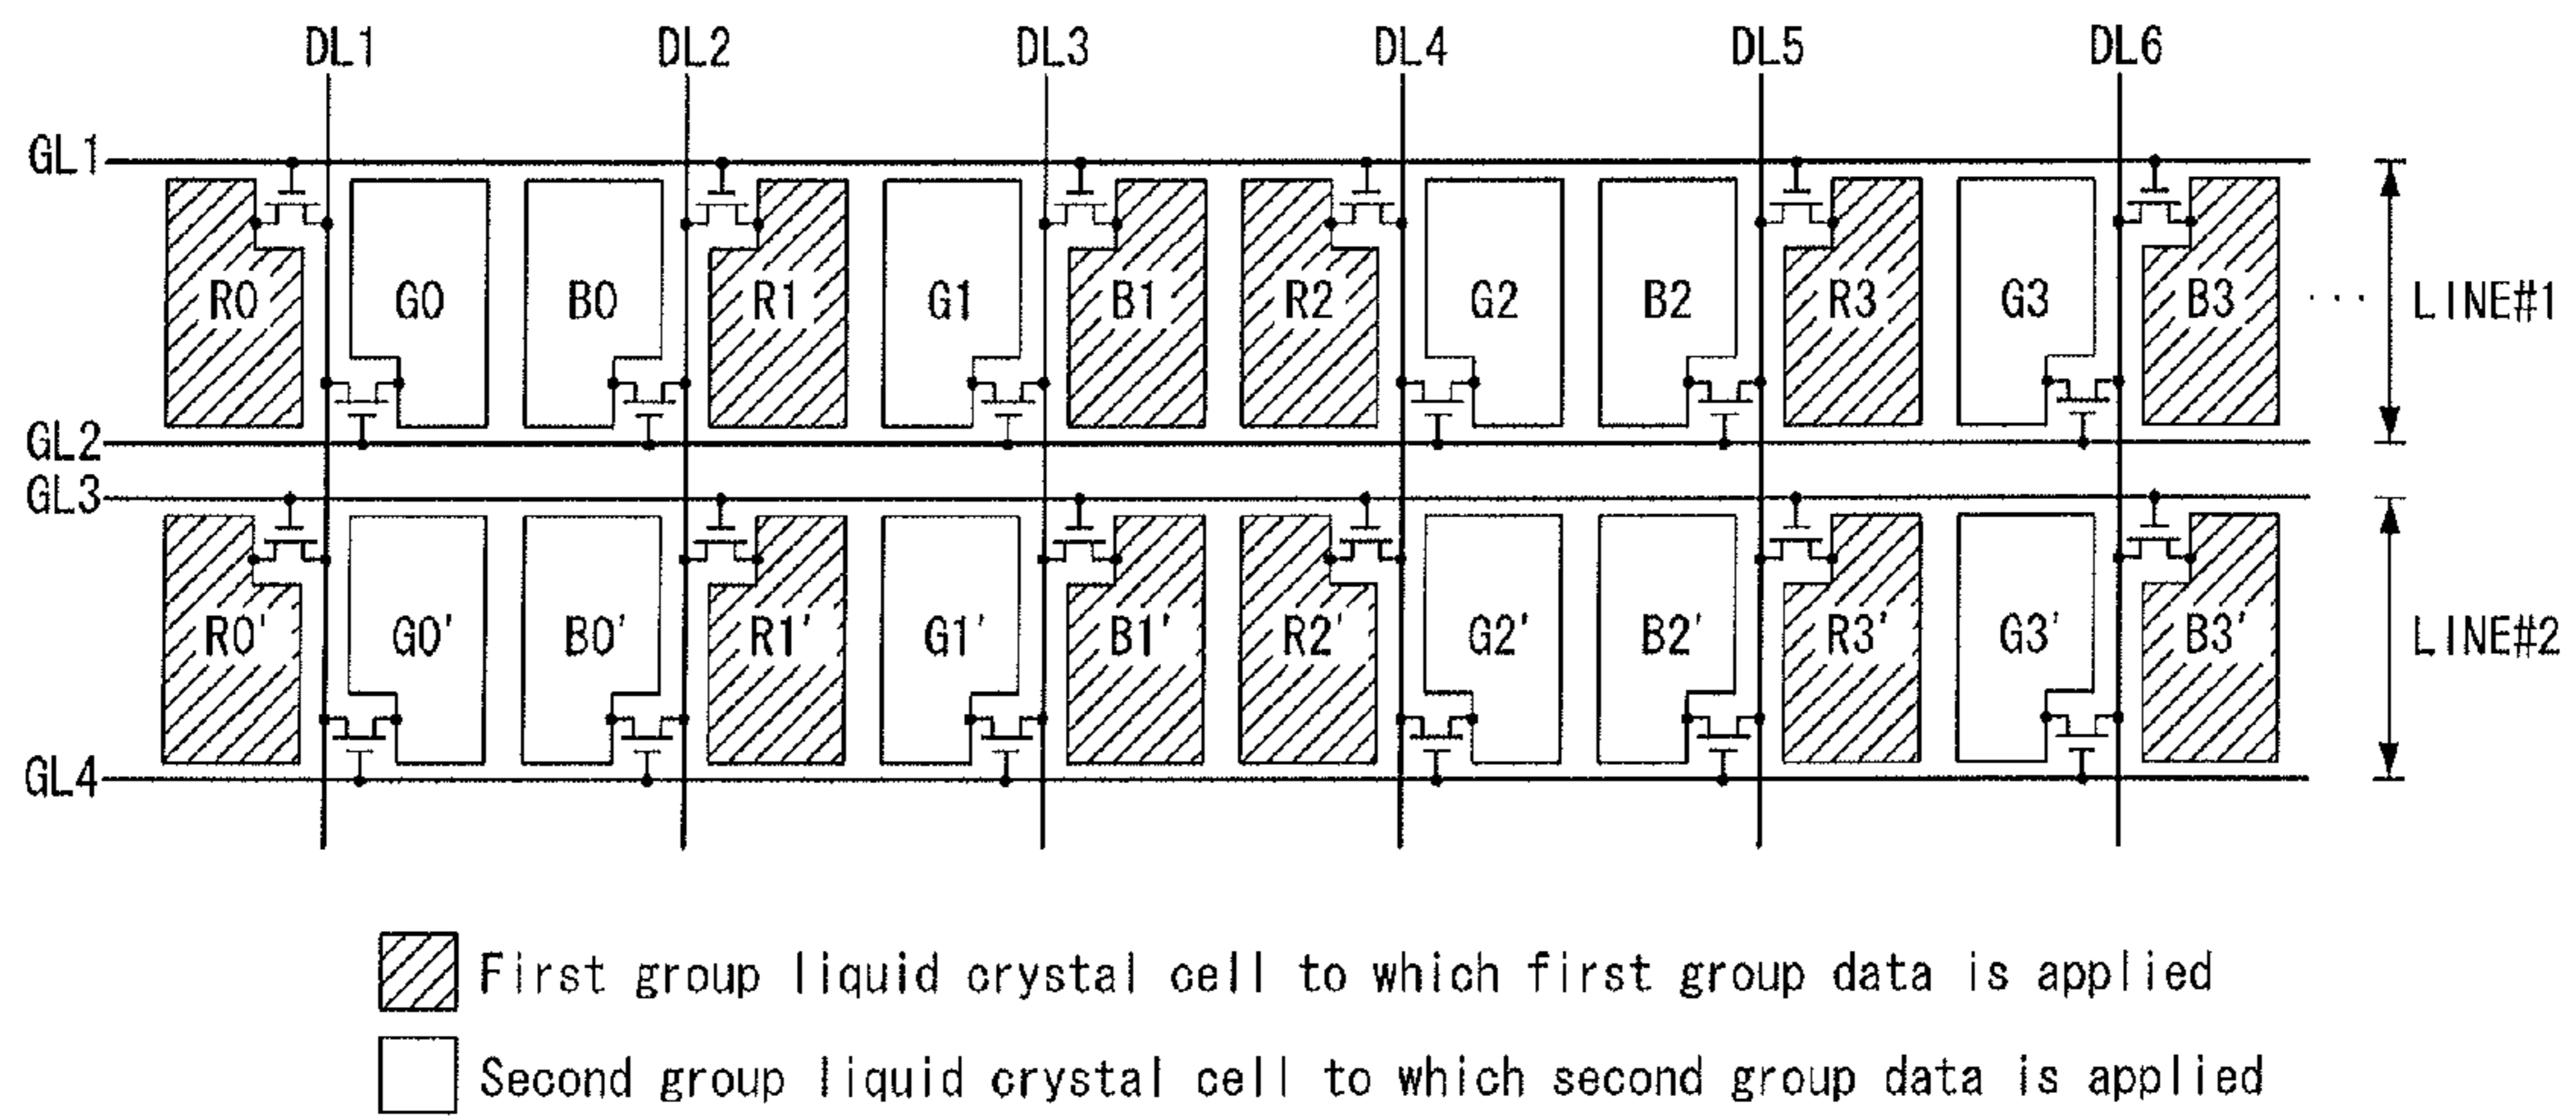 DL1 DL2 DL3 DL4 DL5 DL6
GL1
R0 G0 B0 R1 G1 B1 R2 G2 B2 R3 G3 B3 ... LINE#1
GL2
GL3
R0' G0' B0' R1' G1' B1' R2' G2' B2' R3' G3' B3' LINE#2
GL4
First group liquid crystal cell to which first group data is applied
Second group liquid crystal cell to which second group data is applied